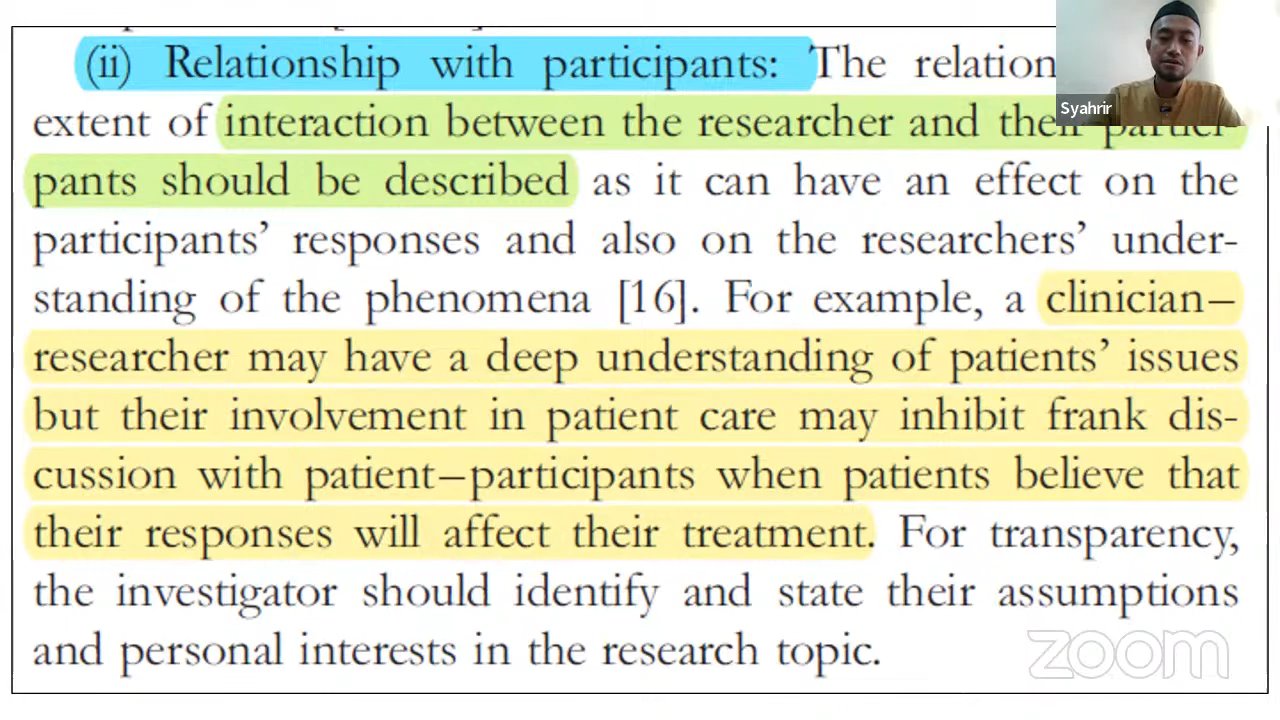 (ii) Relationship with participants: The relation
extent of interaction between the researcher and their partici-
pants should be described as it can have an effect on the
participants’ responses and also on the researchers’ under-
standing of the phenomena [16]. For example, a clinician–
researcher may have a deep understanding of patients’ issues
but their involvement in patient care may inhibit frank dis-
cussion with patient–participants when patients believe that
their responses will affect their treatment. For transparency,
the investigator should identify and state their assumptions
and personal interests in the research topic.
Syahrir
zoom